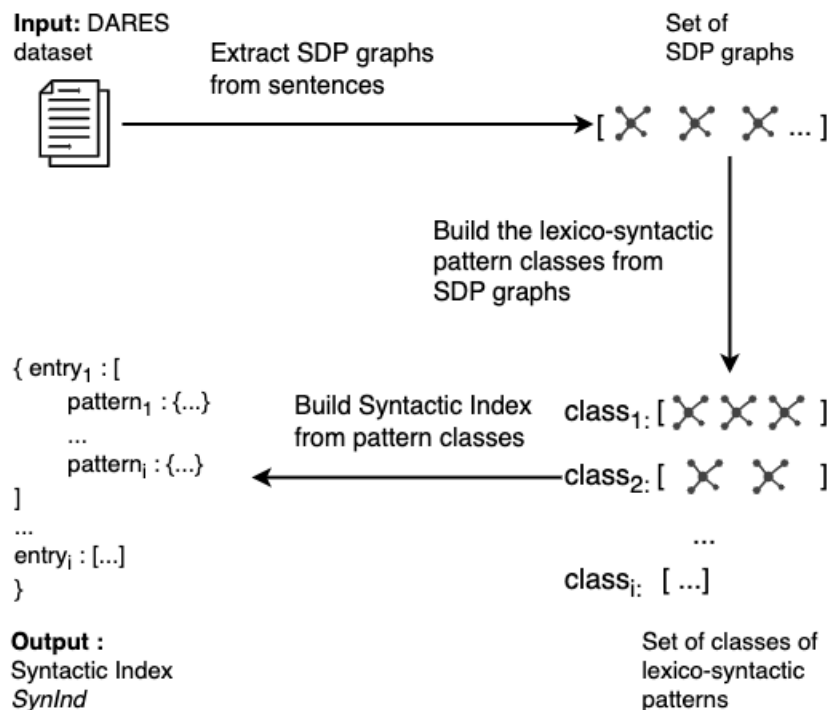 Input: DARES
dataset
Extract SDP graphs
from sentences
Set of
SDP graphs
[ ... ]
Build the lexico-syntactic
pattern classes from
SDP graphs
{ entry₁ : [
pattern₁ : {...}
...
patternᵢ : {...}
]
...
entryᵢ : [...]
}
Build Syntactic Index
from pattern classes
class₁: [ ]
class₂: [ ]
...
classᵢ: [ ...]
Output :
Syntactic Index
SynInd
Set of classes of
lexico-syntactic
patterns